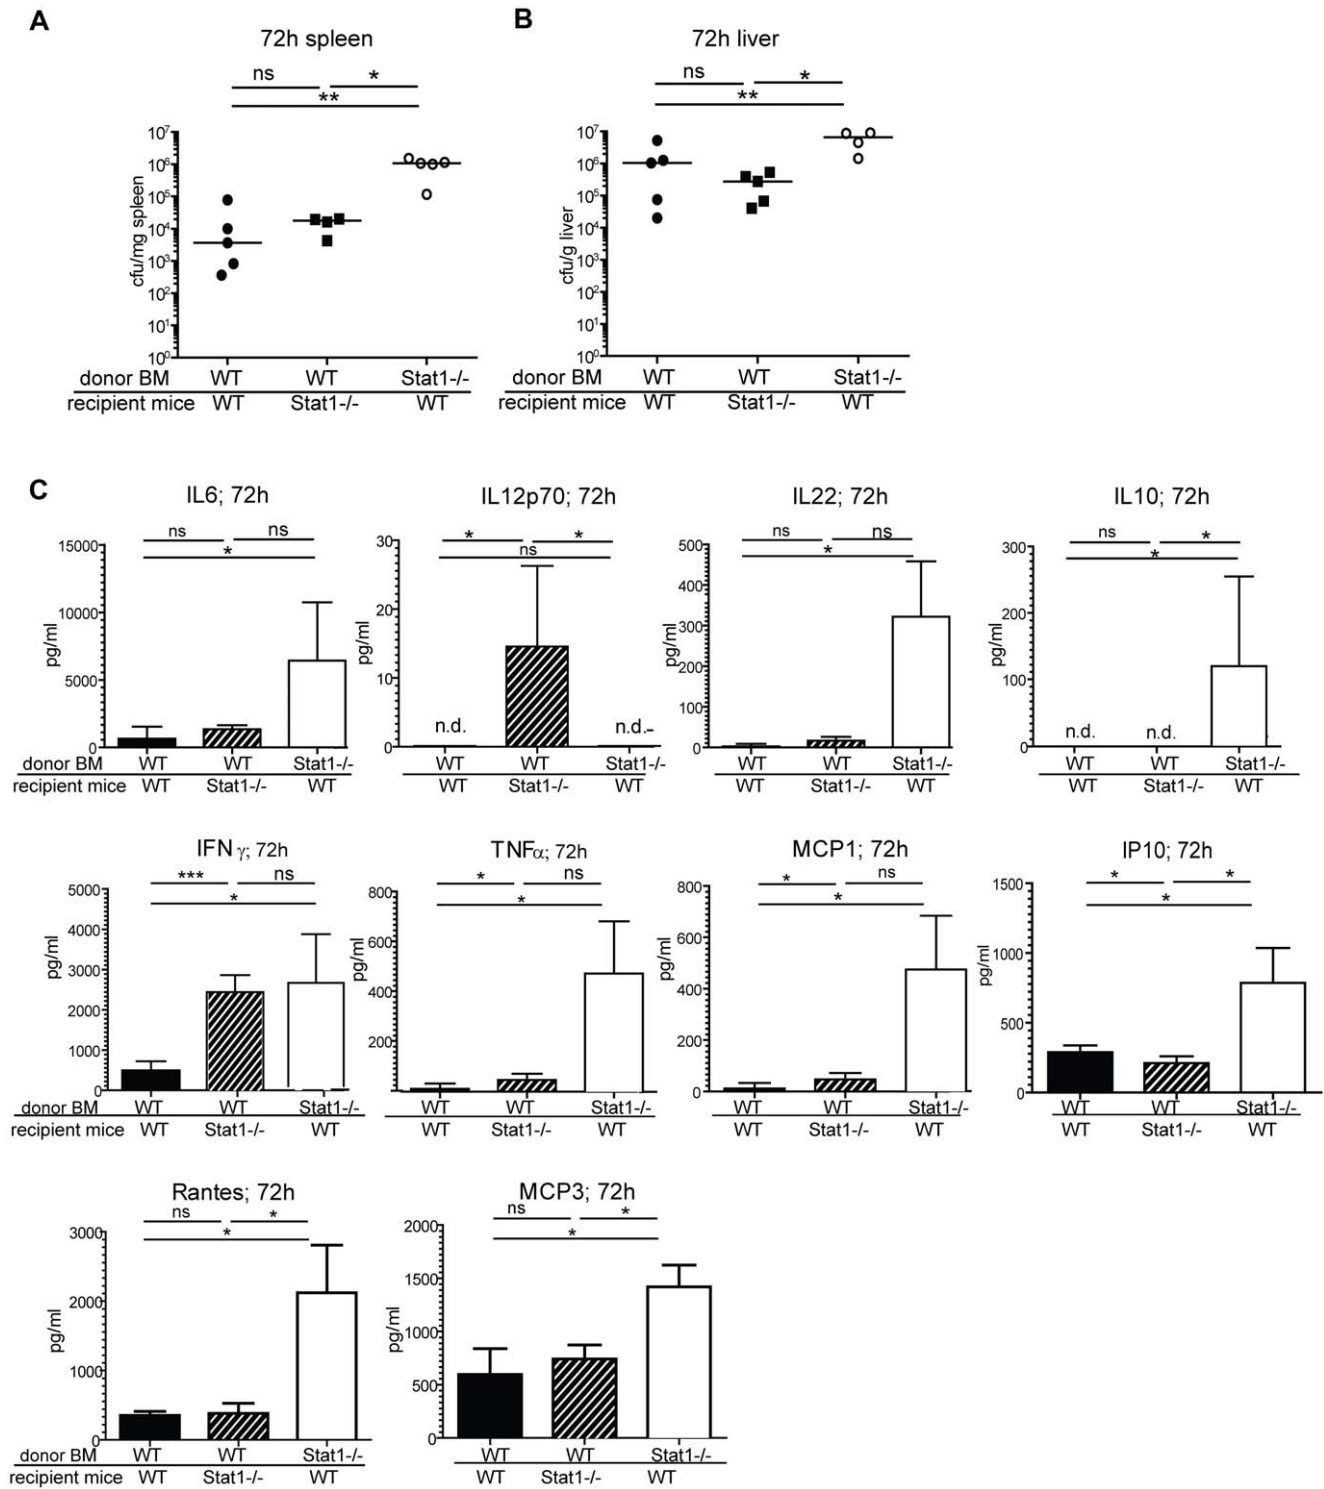 A
72h spleen
ns
*
**
cfu/mg spleen
10⁷
10⁶
10⁵
10⁴
10³
10²
10¹
10⁰
donor BM WT WT Stat1-/-
recipient mice WT Stat1-/- WT
B
72h liver
ns
*
**
cfu/g liver
10⁷
10⁶
10⁵
10⁴
10³
10²
10¹
10⁰
donor BM WT WT Stat1-/-
recipient mice WT Stat1-/- WT
C
IL6; 72h
ns ns
*
pg/ml
15000
10000
5000
0
donor BM WT WT Stat1-/-
recipient mice WT Stat1-/- WT
IL12p70; 72h
* *
ns
pg/ml
30
20
10
0
n.d. n.d.
WT WT Stat1-/-
WT Stat1-/- WT
IL22; 72h
ns ns
*
pg/ml
500
400
300
200
100
0
WT WT Stat1-/-
WT Stat1-/- WT
IL10; 72h
ns *
*
pg/ml
300
200
100
0
n.d. n.d.
WT WT Stat1-/-
WT Stat1-/- WT
IFN γ; 72h
*** ns
*
pg/ml
5000
4000
3000
2000
1000
0
donor BM WT WT Stat1-/-
recipient mice WT Stat1-/- WT
TNFα; 72h
* ns
*
pg/ml
800
600
400
200
WT WT Stat1-/-
WT Stat1-/- WT
MCP1; 72h
* ns
*
pg/ml
800
600
400
200
0
WT WT Stat1-/-
WT Stat1-/- WT
IP10; 72h
* *
*
pg/ml
1500
1000
500
0
WT WT Stat1-/-
WT Stat1-/- WT
Rantes; 72h
ns *
*
pg/ml
3000
2000
1000
0
donor BM WT WT Stat1-/-
recipient mice WT Stat1-/- WT
MCP3; 72h
ns *
*
pg/ml
2000
1500
1000
500
0
WT WT Stat1-/-
WT Stat1-/- WT